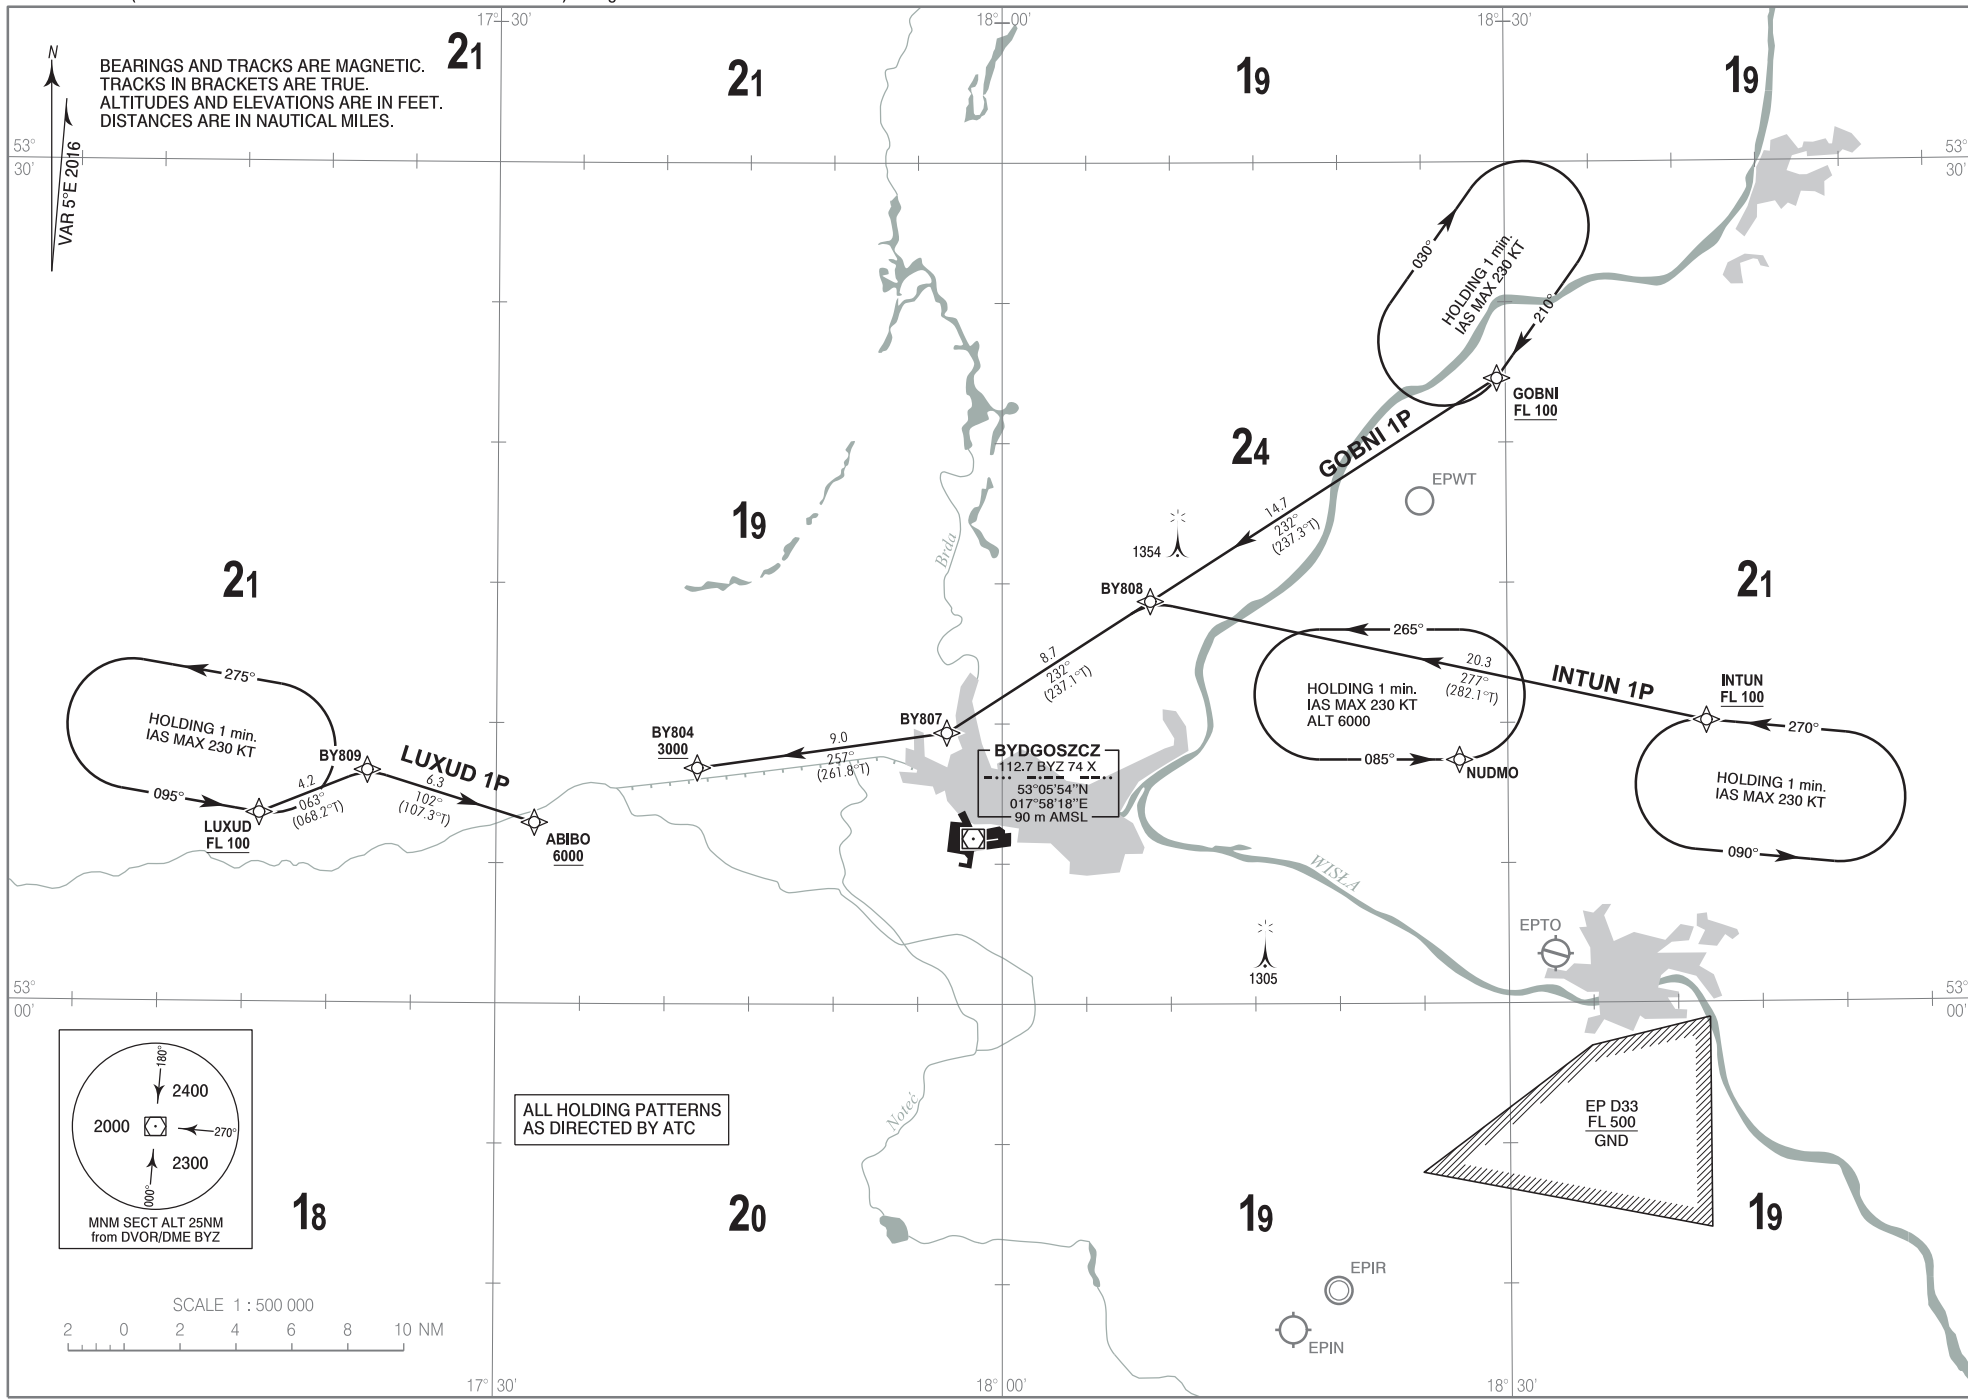 17° 30'
18° 00'
18° 30'
N
VAR 5°E 2016
BEARINGS AND TRACKS ARE MAGNETIC.
TRACKS IN BRACKETS ARE TRUE.
ALTITUDES AND ELEVATIONS ARE IN FEET.
DISTANCES ARE IN NAUTICAL MILES.
21
21
19
19
53°
30'
53°
30'
030°
HOLDING 1 min.
IAS MAX 230 KT
210°
GOBNI
FL 100
GOBNI 1P
24
EPWT
14.7
232°
(237.3°T)
1354
19
Brda
21
BY808
21
265°
20.3
277°
(282.1°T)
INTUN 1P
HOLDING 1 min.
IAS MAX 230 KT
ALT 6000
085°
NUDMO
INTUN
FL 100
270°
HOLDING 1 min.
IAS MAX 230 KT
090°
8.7
232°
(237.1°T)
275°
HOLDING 1 min.
IAS MAX 230 KT
095°
BY809
LUXUD 1P
4.2
063°
(068.2°T)
6.3
102°
(107.3°T)
LUXUD
FL 100
ABIBO
6000
BY804
3000
BY807
9.0
257°
(261.8°T)
BYDGOSZCZ
112.7 BYZ 74 X
53°05'54"N
017°58'18"E
90 m AMSL
WISŁA
1305
EPTO
53°
00'
53°
00'
180°
2400
2000
270°
2300
000°
MNM SECT ALT 25NM
from DVOR/DME BYZ
ALL HOLDING PATTERNS
AS DIRECTED BY ATC
Noteć
EP D33
FL 500
GND
18
20
19
19
EPIR
EPIN
SCALE 1 : 500 000
2 0 2 4 6 8 10 NM
17° 30'
18° 00'
18° 30'